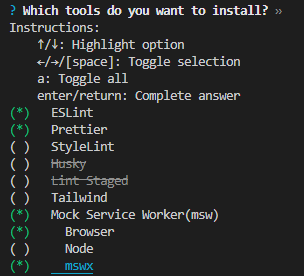 ? Which tools do you want to install? »
Instructions:
    ↑/↓: Highlight option
    ←/→/[space]: Toggle selection
    a: Toggle all
    enter/return: Complete answer
(*)   ESLint
(*)   Prettier
( )   StyleLint
( )   Husky
( )   Lint Staged
( )   Tailwind
(*)   Mock Service Worker(msw)
(*)     Browser
( )     Node
(*)     mswx